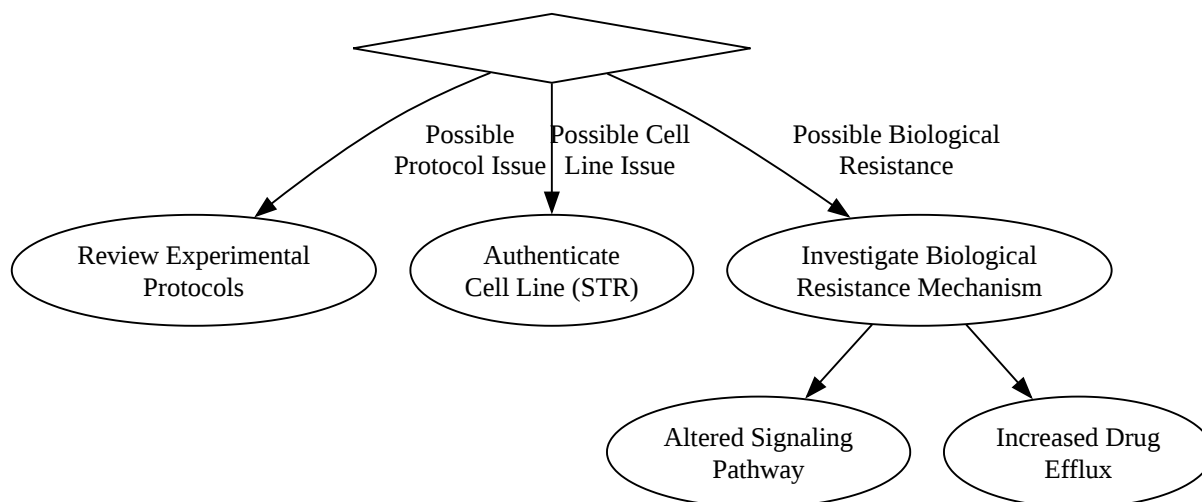 Possible
Protocol Issue
Possible Cell
Line Issue
Possible Biological
Resistance
Review Experimental
Protocols
Authenticate
Cell Line (STR)
Investigate Biological
Resistance Mechanism
Altered Signaling
Pathway
Increased Drug
Efflux